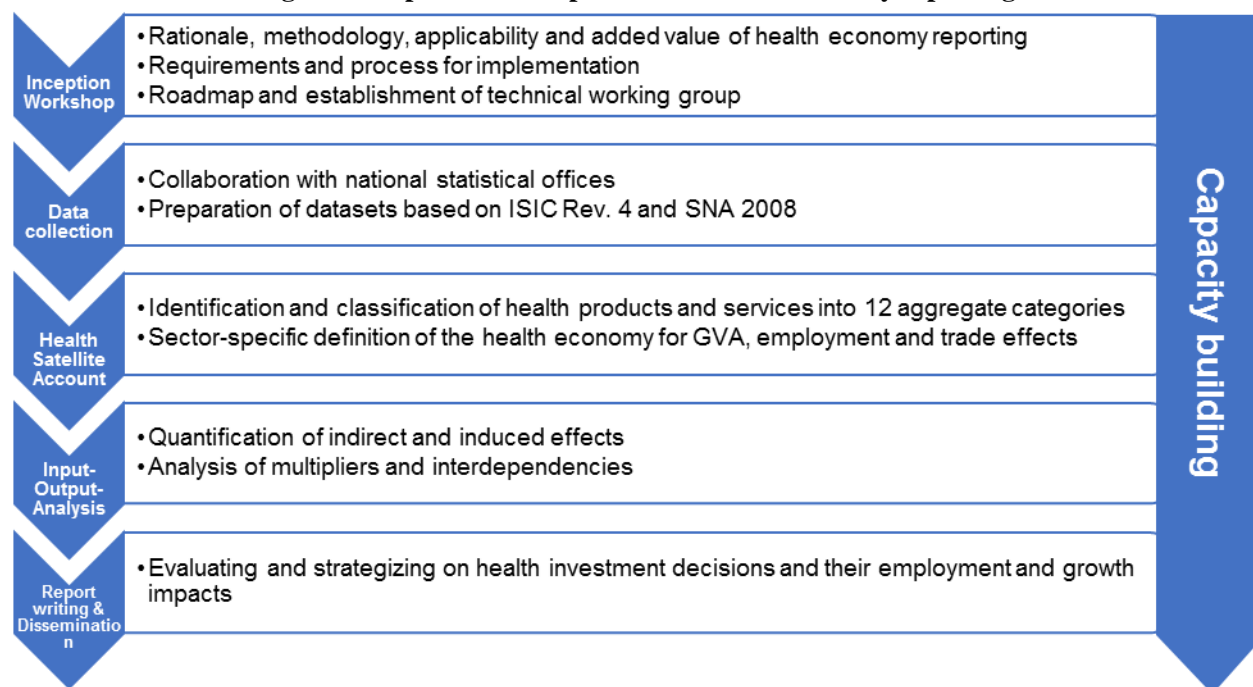 Inception
Workshop
•Rationale, methodology, applicability and added value of health economy reporting
•Requirements and process for implementation
•Roadmap and establishment of technical working group
Data
collection
•Collaboration with national statistical offices
•Preparation of datasets based on ISIC Rev. 4 and SNA 2008
Health
Satellite
Account
•Identification and classification of health products and services into 12 aggregate categories
•Sector-specific definition of the health economy for GVA, employment and trade effects
Input-
Output-
Analysis
•Quantification of indirect and induced effects
•Analysis of multipliers and interdependencies
Report
writing &
Disseminatio
n
•Evaluating and strategizing on health investment decisions and their employment and growth
impacts
Capacity building